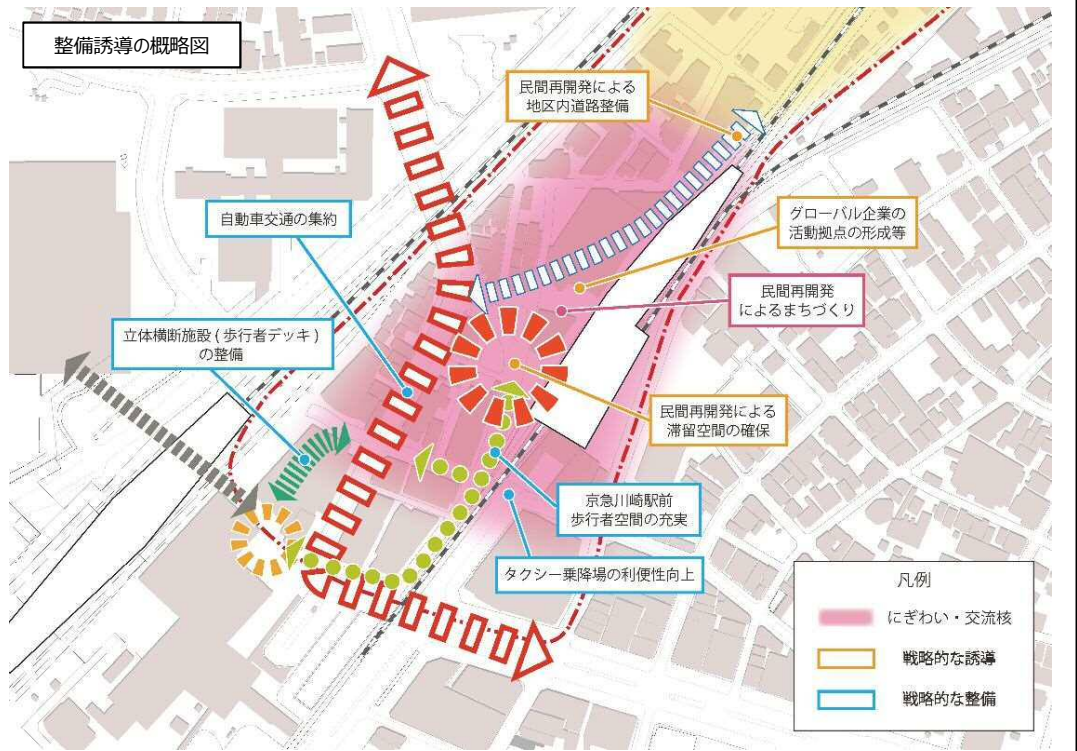 整備誘導の概略図
民間再開発による
地区内道路整備
自動車交通の集約
グローバル企業の
活動拠点の形成等
民間再開発
によるまちづくり
立体横断施設(歩行者デッキ)
の整備
民間再開発による
滞留空間の確保
京急川崎駅前
歩行者空間の充実
タクシー乗降場の利便性向上
凡例
にぎわい・交流核
戦略的な誘導
戦略的な整備